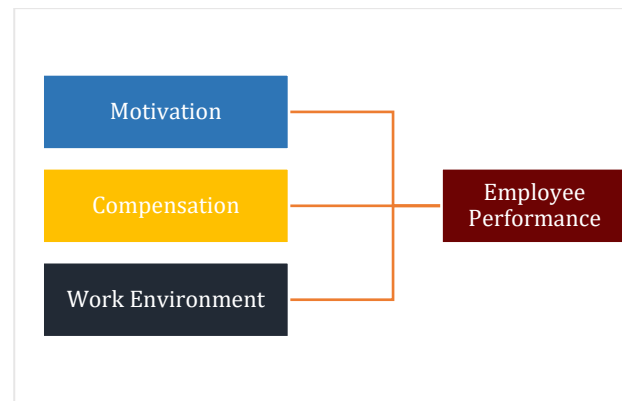 Motivation
Compensation
Work Environment
Employee
Performance